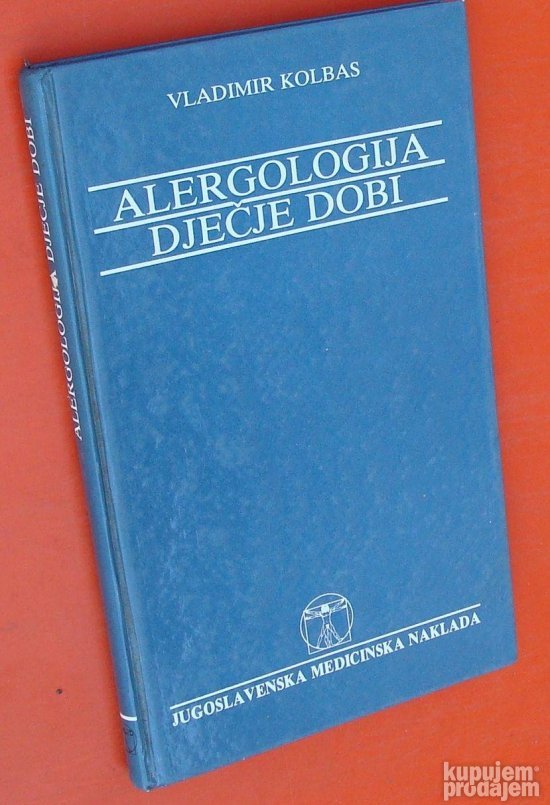 VLADIMIR KOLBAS
ALERGOLOGIJA
DJEČJE DOBI
JUGOSLAVENSKA MEDICINSKA NAKLADA
ALERGOLOGIJA DJEČJE DOBI
kupujem
prodajem